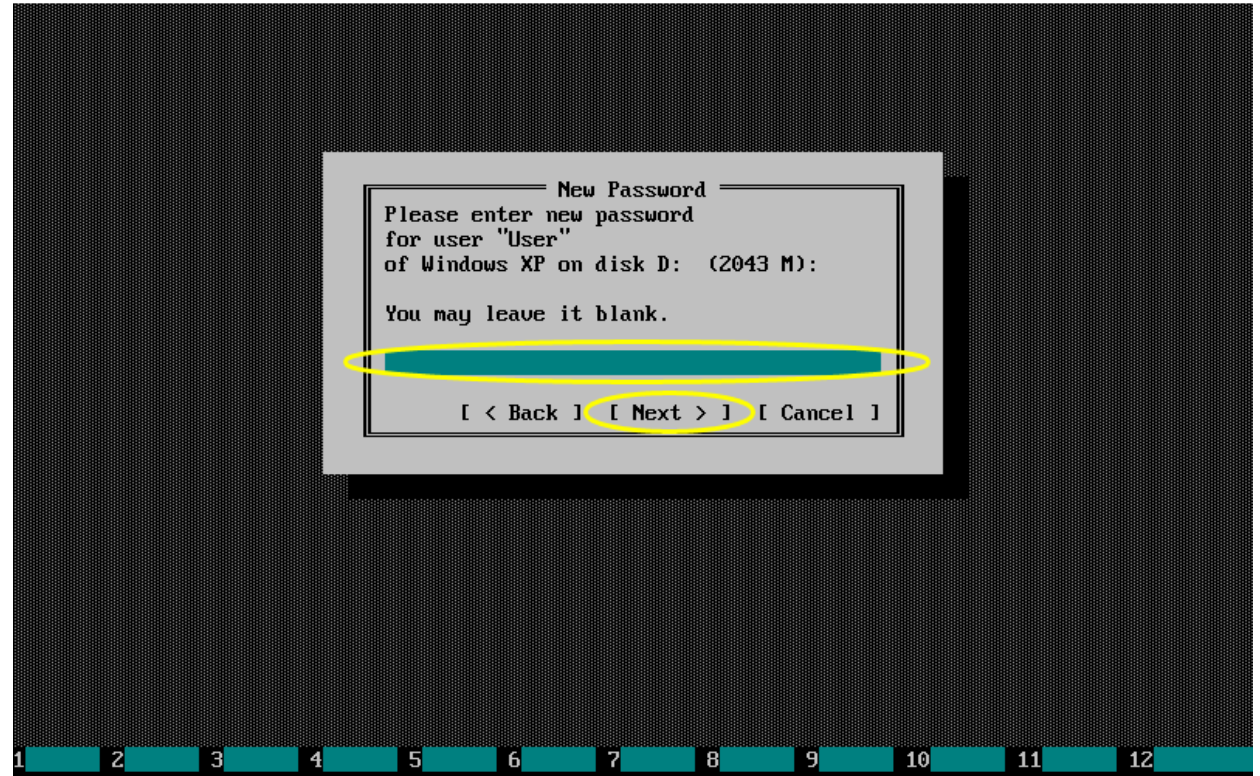 New Password
Please enter new password
for user "User"
of Windows XP on disk D: (2043 M):
You may leave it blank.
[ < Back ] [ Next > ] [ Cancel ]
1 2 3 4 5 6 7 8 9 10 11 12